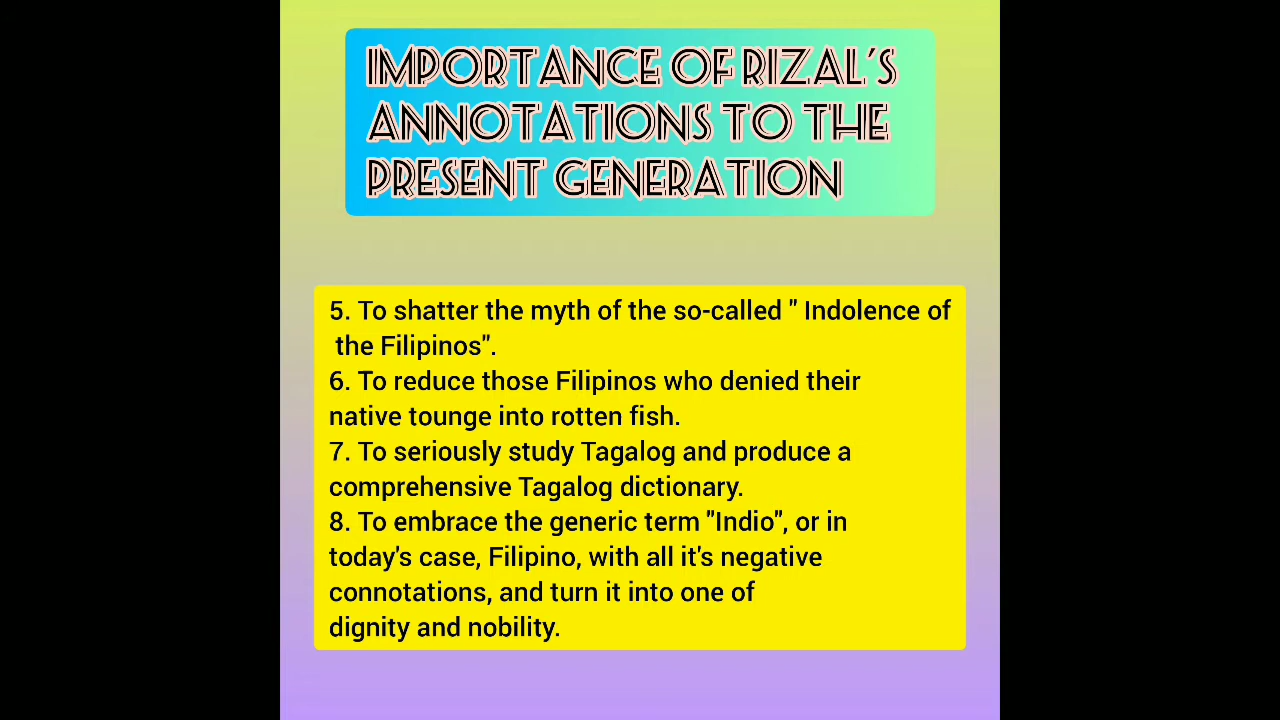 IMPORTANCE OF RIZAL'S
ANNOTATIONS TO THE
PRESENT GENERATION
5. To shatter the myth of the so-called " Indolence of
the Filipinos".
6. To reduce those Filipinos who denied their
native tounge into rotten fish.
7. To seriously study Tagalog and produce a
comprehensive Tagalog dictionary.
8. To embrace the generic term "Indio", or in
today's case, Filipino, with all it's negative
connotations, and turn it into one of
dignity and nobility.